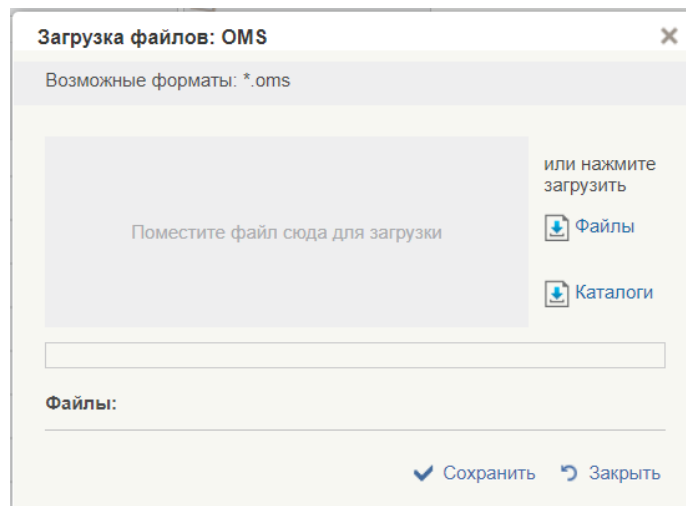 Загрузка файлов: OMS
Возможные форматы: *.oms
или нажмите
загрузить
Поместите файл сюда для загрузки
Файлы
Каталоги
Файлы:
Сохранить
Закрыть